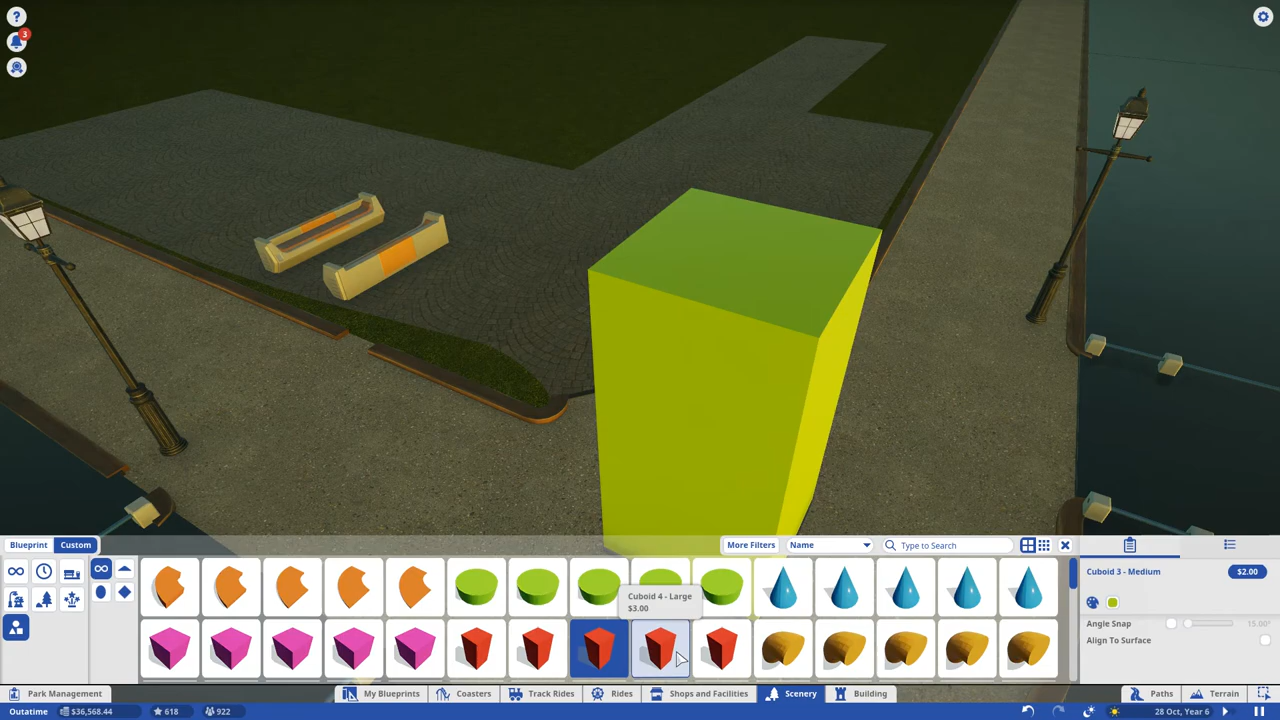 3
Blueprint Custom
More Filters Name Type to Search
Cuboid 4 - Large
$3.00
Cuboid 3 - Medium $2.00
Angle Snap 15.00°
Align To Surface
Park Management My Blueprints Coasters Track Rides Rides Shops and Facilities Scenery Building Paths Terrain
Outatime $36,568.44 618 922 28 Oct, Year 6